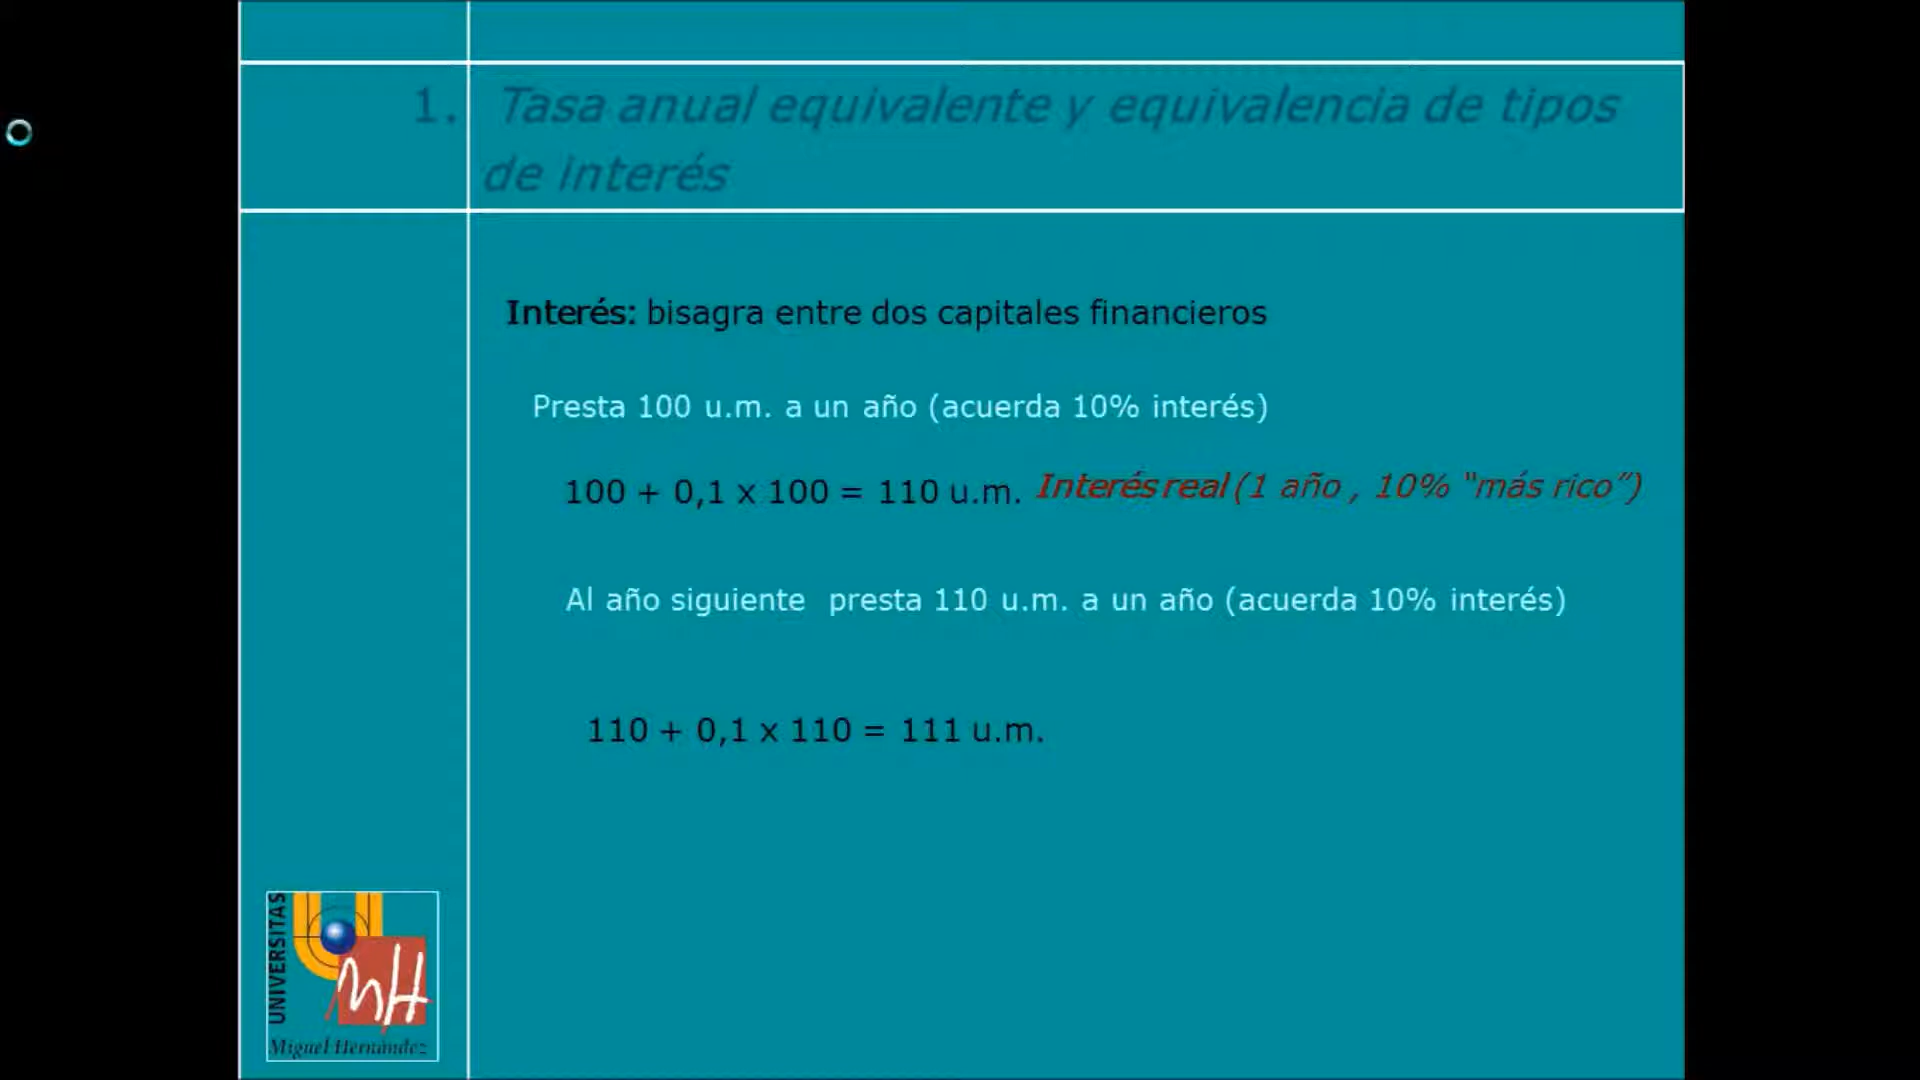 1. Tasa anual equivalente y equivalencia de tipos
de interés
Interés: bisagra entre dos capitales financieros
Presta 100 u.m. a un año (acuerda 10% interés)
100 + 0,1 x 100 = 110 u.m. Interés real (1 año , 10% “más rico”)
Al año siguiente presta 110 u.m. a un año (acuerda 10% interés)
110 + 0,1 x 110 = 111 u.m.
UNIVERSITAS
MH
Miguel Hernández